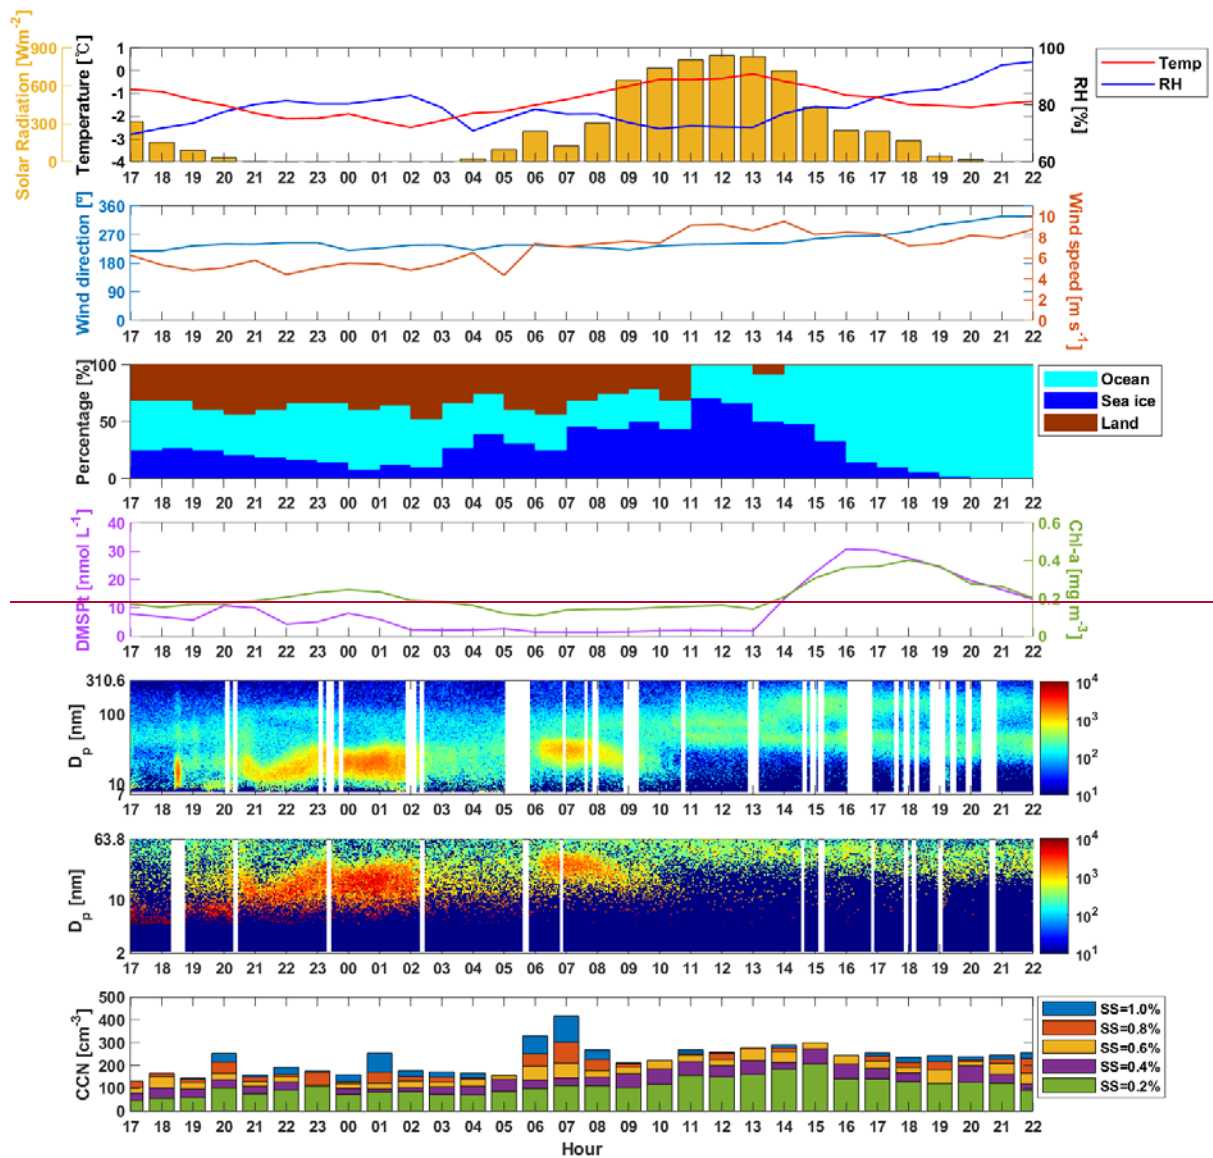 Solar Radiation [Wm-2]
900
600
300
0
Temperature [℃]
1
0
-1
-2
-3
-4
100
80
60
RH [%]
Temp
RH
17 18 19 20 21 22 23 00 01 02 03 04 05 06 07 08 09 10 11 12 13 14 15 16 17 18 19 20 21 22
Wind direction [º]
360
270
180
90
0
10
8
6
4
2
0
Wind speed [m s-1]
17 18 19 20 21 22 23 00 01 02 03 04 05 06 07 08 09 10 11 12 13 14 15 16 17 18 19 20 21 22
Percentage [%]
100
50
0
Ocean
Sea ice
Land
17 18 19 20 21 22 23 00 01 02 03 04 05 06 07 08 09 10 11 12 13 14 15 16 17 18 19 20 21 22
DMSPt [nmol L-1]
40
30
20
10
0
0.6
0.4
0.2
0
Chl-a [mg m-3]
17 18 19 20 21 22 23 00 01 02 03 04 05 06 07 08 09 10 11 12 13 14 15 16 17 18 19 20 21 22
Dp [nm]
310.6
100
10
7
104
103
102
101
17 18 19 20 21 22 23 00 01 02 03 04 05 06 07 08 09 10 11 12 13 14 15 16 17 18 19 20 21 22
Dp [nm]
63.8
10
2
104
103
102
101
17 18 19 20 21 22 23 00 01 02 03 04 05 06 07 08 09 10 11 12 13 14 15 16 17 18 19 20 21 22
CCN [cm-3]
500
400
300
200
100
0
SS=1.0%
SS=0.8%
SS=0.6%
SS=0.4%
SS=0.2%
17 18 19 20 21 22 23 00 01 02 03 04 05 06 07 08 09 10 11 12 13 14 15 16 17 18 19 20 21 22
Hour